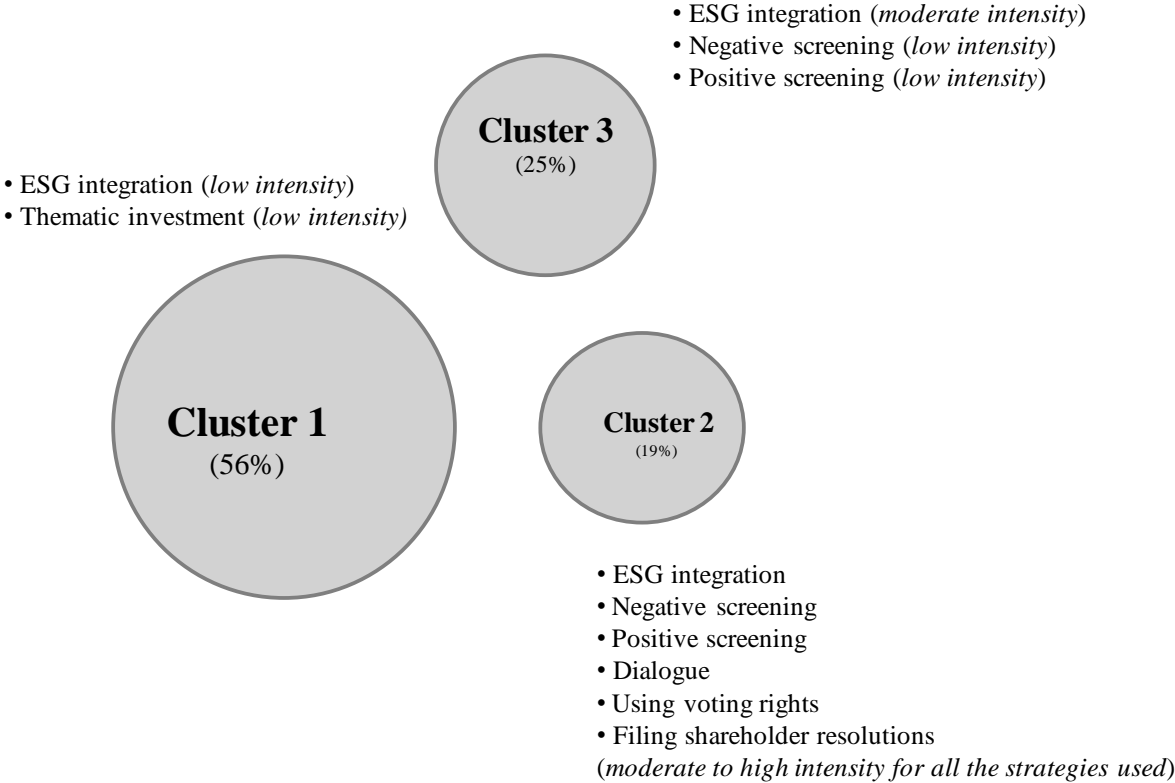 • ESG integration (moderate intensity)
• Negative screening (low intensity)
• Positive screening (low intensity)
Cluster 3
(25%)
• ESG integration (low intensity)
• Thematic investment (low intensity)
Cluster 1
(56%)
Cluster 2
(19%)
• ESG integration
• Negative screening
• Positive screening
• Dialogue
• Using voting rights
• Filing shareholder resolutions
(moderate to high intensity for all the strategies used)